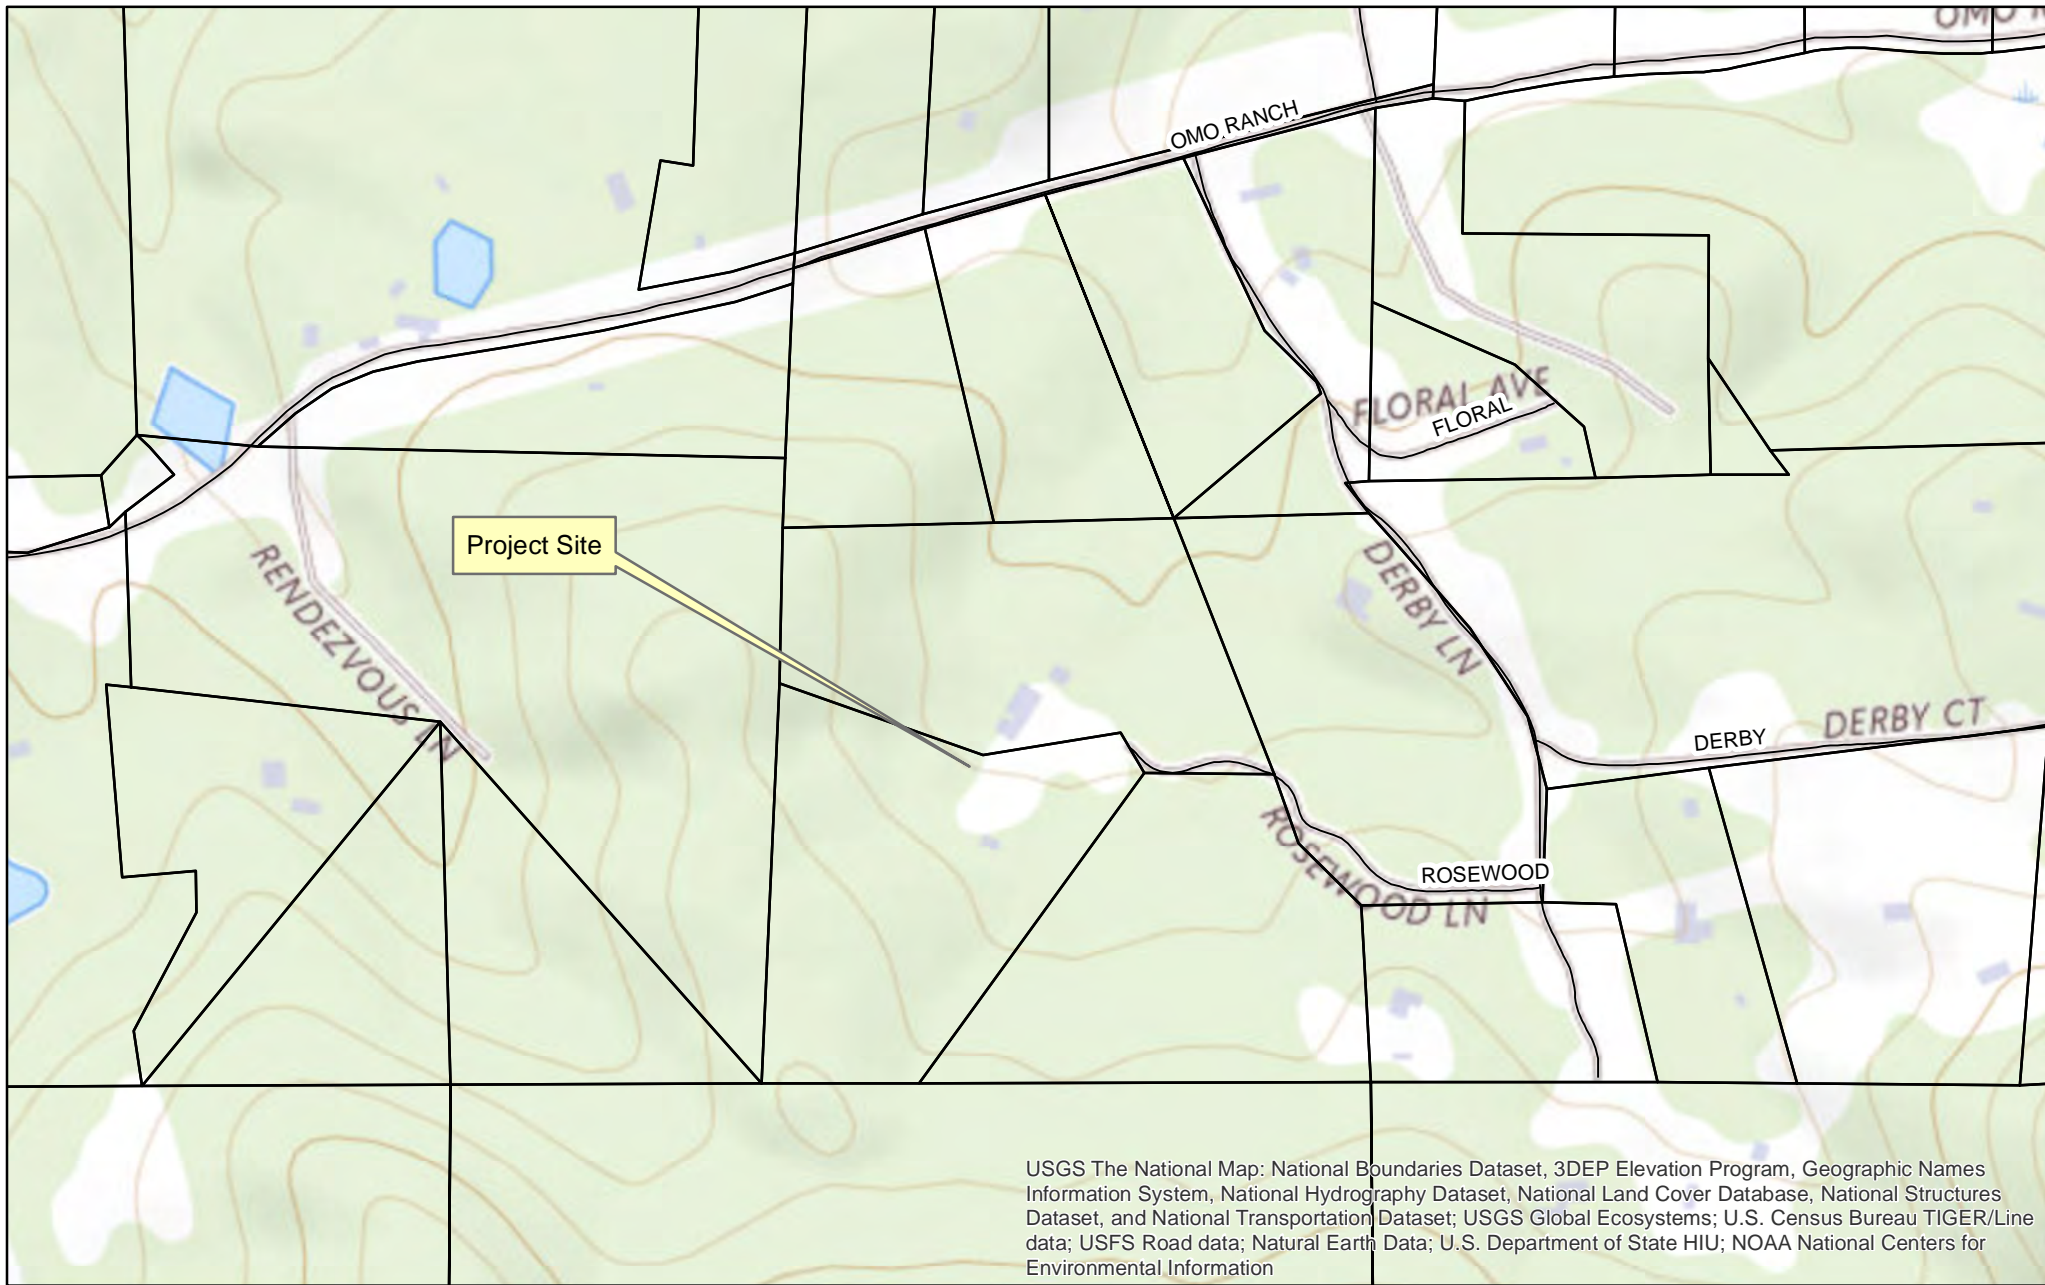 OMO R
OMO RANCH
FLORAL AVE
FLORAL
Project Site
RENDEZVOUS LN
DERBY LN
DERBY CT
DERBY
ROSEWOOD
ROSEWOOD LN
USGS The National Map: National Boundaries Dataset, 3DEP Elevation Program, Geographic Names
Information System, National Hydrography Dataset, National Land Cover Database, National Structures
Dataset, and National Transportation Dataset; USGS Global Ecosystems; U.S. Census Bureau TIGER/Line
data; USFS Road data; Natural Earth Data; U.S. Department of State HIU; NOAA National Centers for
Environmental Information